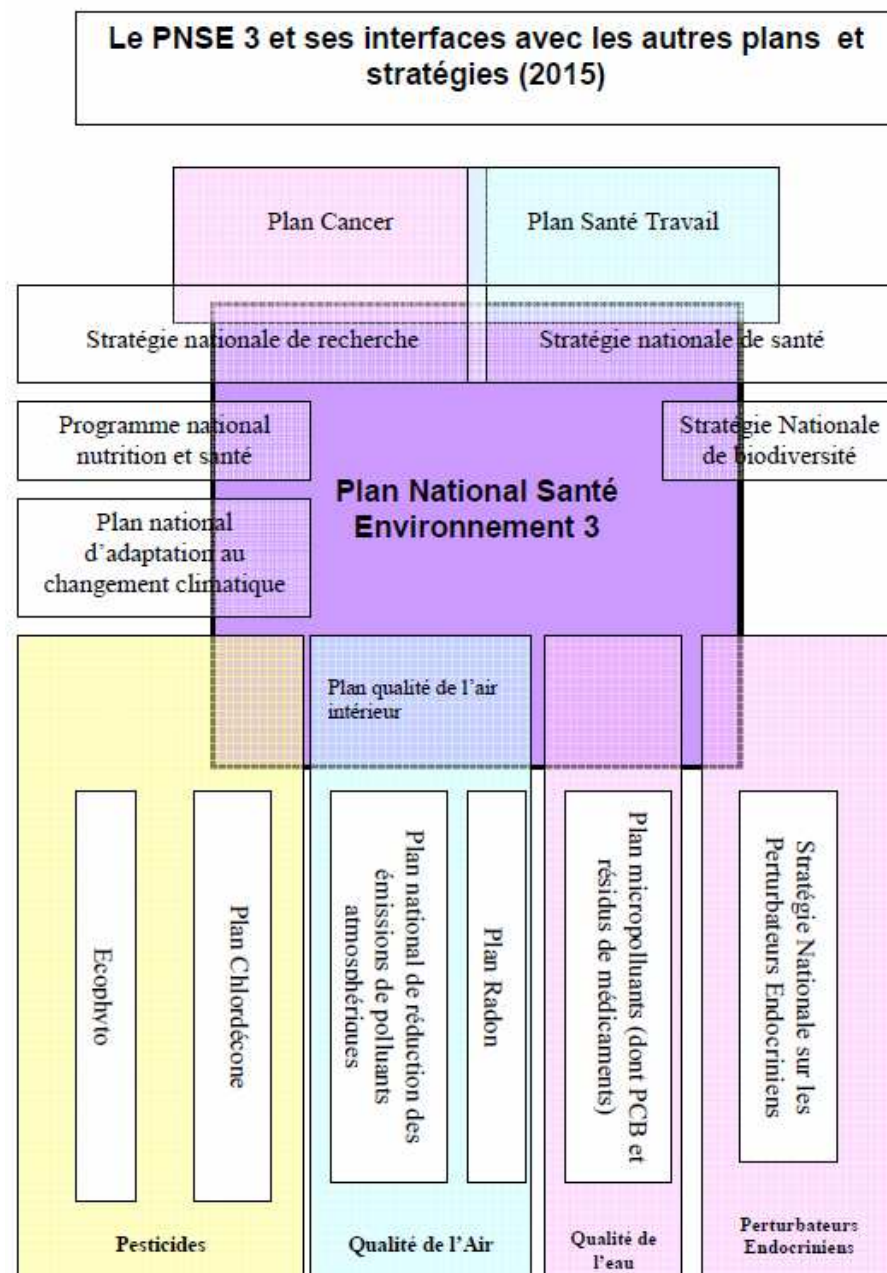 Le PNSE 3 et ses interfaces avec les autres plans et
stratégies (2015)
Plan Cancer
Plan Santé Travail
Stratégie nationale de recherche
Stratégie nationale de santé
Programme national
nutrition et santé
Stratégie Nationale
de biodiversité
Plan National Santé
Environnement 3
Plan national
d'adaptation au
changement climatique
Plan qualité de l'air
intérieur
Ecophyto
Plan Chlordécone
Plan national de réduction des
émissions de polluants
atmosphériques
Plan Radon
Plan micropolluants (dont PCB et
résidus de médicaments)
Stratégie Nationale sur les
Perturbateurs Endocriniens
Pesticides
Qualité de l'Air
Qualité de
l'eau
Perturbateurs
Endocriniens